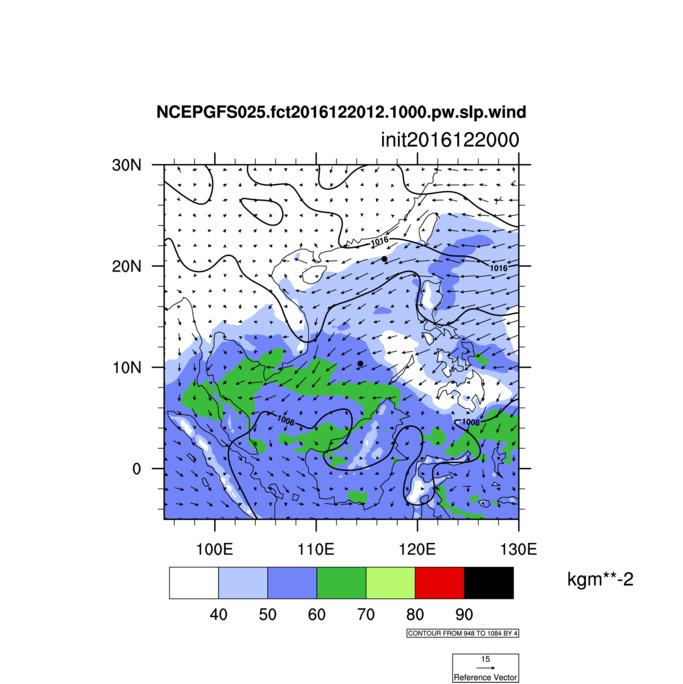 NCEPGFS025.fct2016122012.1000.pw.slp.wind
init2016122000
30N
20N
10N
0
1016
1016
1008
1008
100E
110E
120E
130E
kgm**-2
40
50
60
70
80
90
CONTOUR FROM 948 TO 1084 BY 4
15
Reference Vector